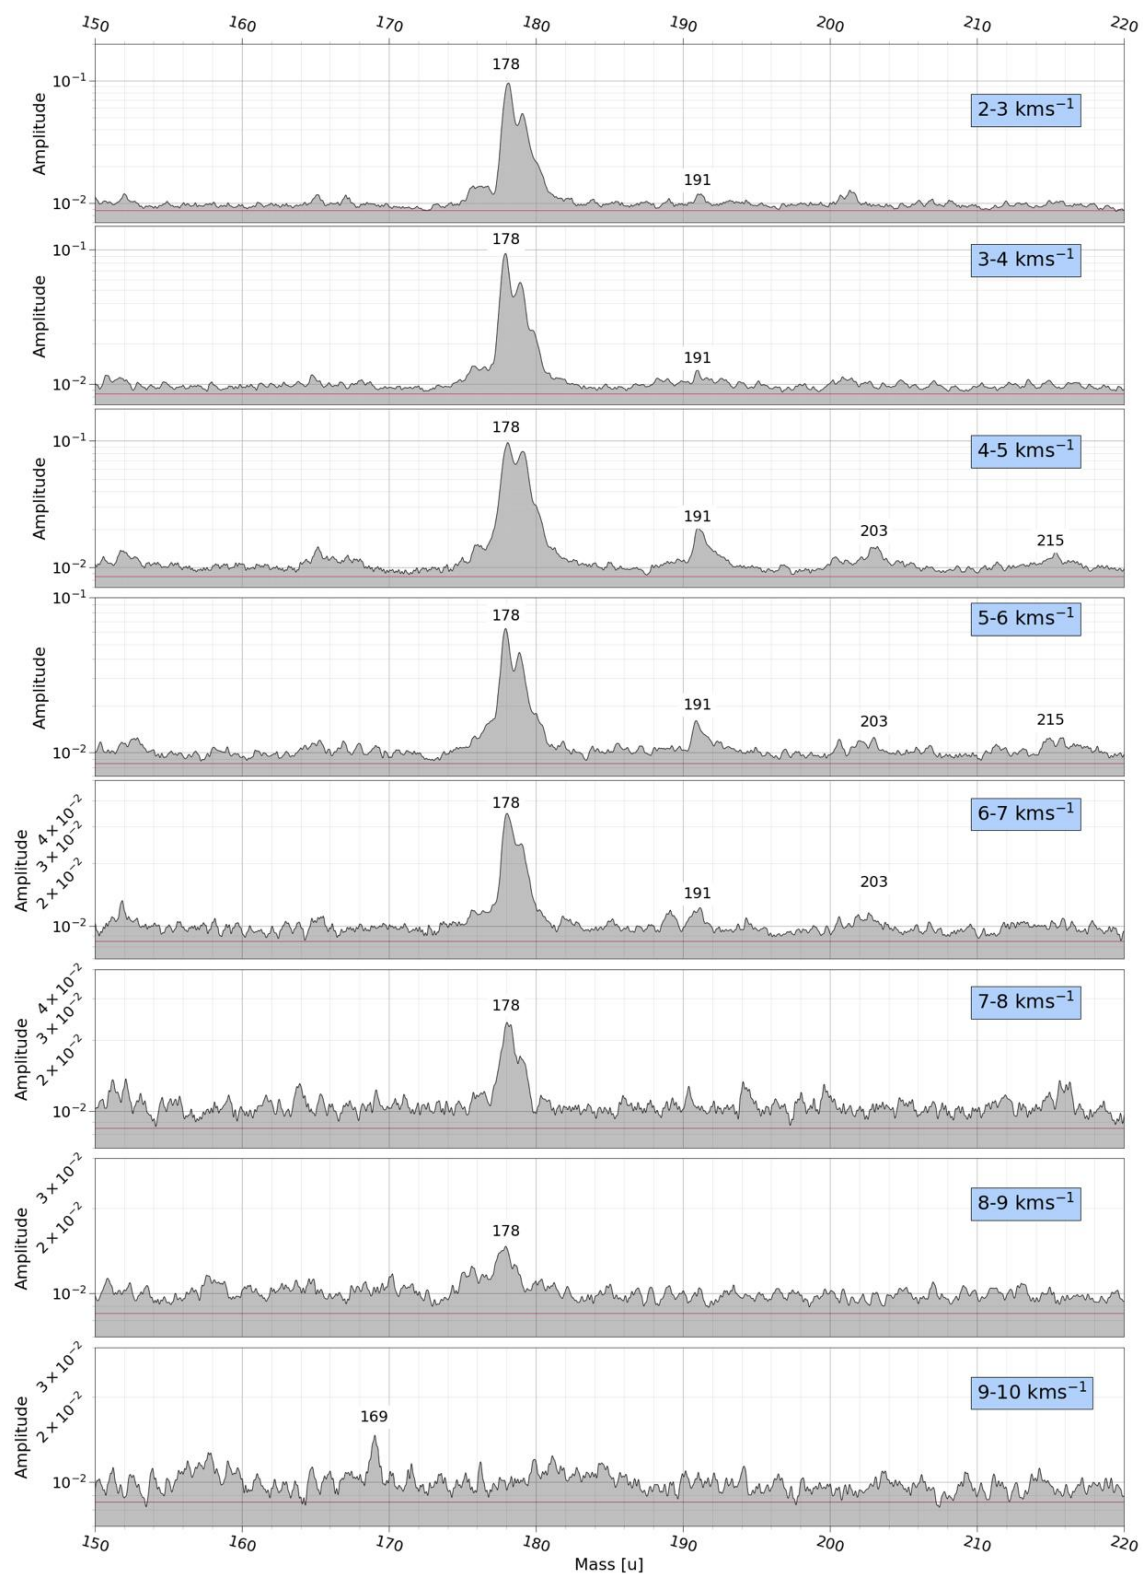 150 160 170 180 190 200 210 220
178
10⁻¹
2-3 kms⁻¹
Amplitude
191
10⁻²
178
10⁻¹
3-4 kms⁻¹
Amplitude
191
10⁻²
178
10⁻¹
4-5 kms⁻¹
Amplitude
191
203
215
10⁻²
10⁻¹
178
5-6 kms⁻¹
Amplitude
191
203
215
10⁻²
178
4 × 10⁻²
6-7 kms⁻¹
3 × 10⁻²
Amplitude
2 × 10⁻²
191
203
10⁻²
4 × 10⁻²
178
7-8 kms⁻¹
3 × 10⁻²
Amplitude
2 × 10⁻²
10⁻²
3 × 10⁻²
8-9 kms⁻¹
2 × 10⁻²
178
Amplitude
10⁻²
3 × 10⁻²
9-10 kms⁻¹
2 × 10⁻²
169
Amplitude
10⁻²
150 160 170 180 190 200 210 220
Mass [u]